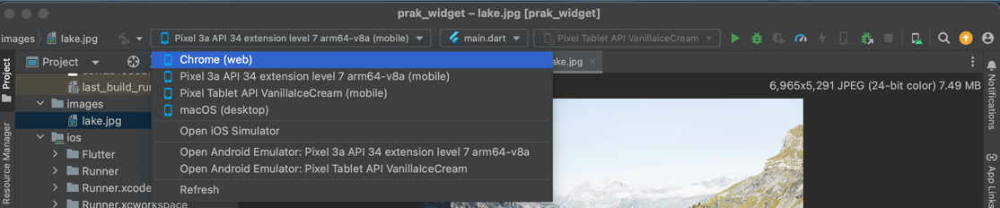 prak_widget – lake.jpg [prak_widget]
images lake.jpg Pixel 3a API 34 extension level 7 arm64-v8a (mobile) main.dart Pixel Tablet API VanillaIceCream
Project
Chrome (web)
lake.jpg
Pixel 3a API 34 extension level 7 arm64-v8a (mobile)
6,965x5,291 JPEG (24-bit color) 7.49 MB
last_build_run
Pixel Tablet API VanillaIceCream (mobile)
images
macOS (desktop)
lake.jpg
Open iOS Simulator
ios
Flutter
Open Android Emulator: Pixel 3a API 34 extension level 7 arm64-v8a
Runner
Open Android Emulator: Pixel Tablet API VanillaIceCream
Runner.xcode
Refresh
Runner.xcworkspace
Project
Resource Manager
Notifications
App Links